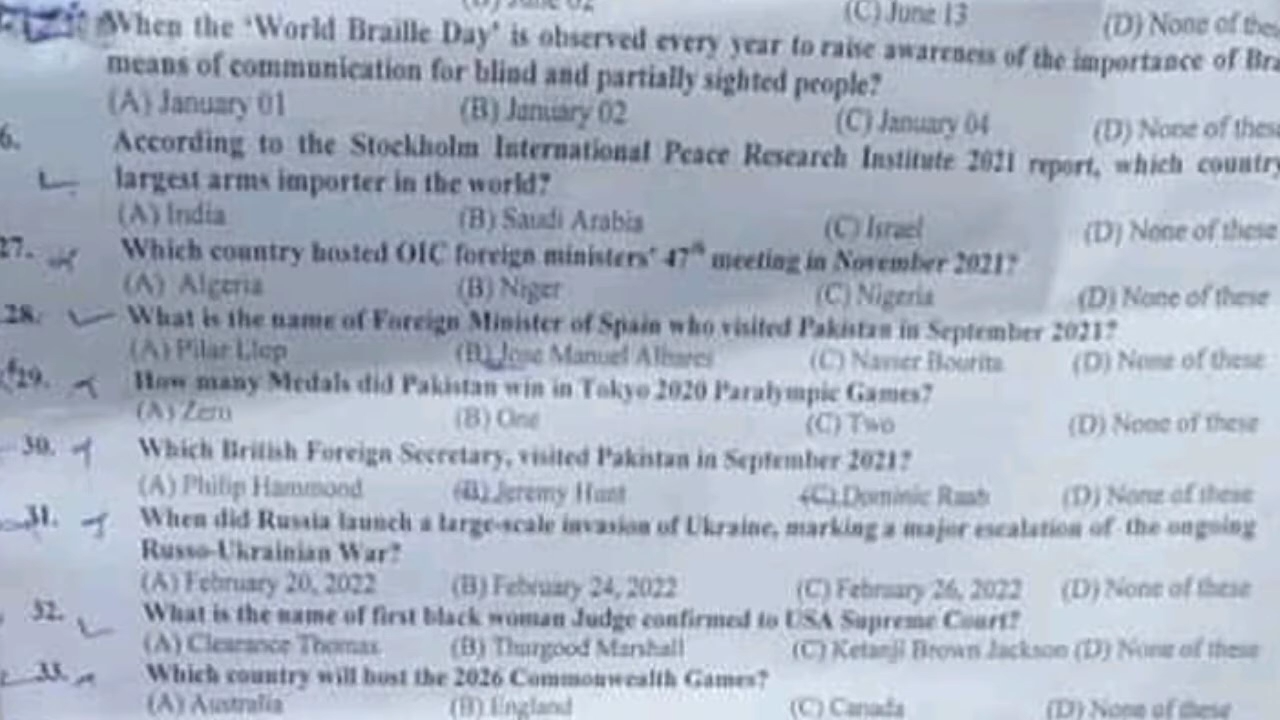 (C) June 13 (D) None of thes
When the 'World Braille Day' is observed every year to raise awareness of the importance of Bra
means of communication for blind and partially sighted people?
(A) January 01 (B) January 02 (C) January 04 (D) None of these
6. According to the Stockholm International Peace Research Institute 2021 report, which country
largest arms importer in the world?
(A) India (B) Saudi Arabia (C) Israel (D) None of these
27. Which country hosted OIC foreign ministers' 47th meeting in November 2021?
(A) Algeria (B) Niger (C) Nigeria (D) None of these
28. What is the name of Foreign Minister of Spain who visited Pakistan in September 2021?
(A) Pilar Llop (B) Jose Manuel Albares (C) Navier Bourita (D) None of these
29. How many Medals did Pakistan win in Tokyo 2020 Paralympic Games?
(A) Zero (B) One (C) Two (D) None of these
30. Which British Foreign Secretary, visited Pakistan in September 2021?
(A) Philip Hammond (B) Jeremy Hunt (C) Dominic Raab (D) None of these
31. When did Russia launch a large-scale invasion of Ukraine, marking a major escalation of the ongoing
Russo-Ukrainian War?
(A) February 20, 2022 (B) February 24, 2022 (C) February 26, 2022 (D) None of these
32. What is the name of first black woman Judge confirmed to USA Supreme Court?
(A) Clearance Thomas (B) Thurgood Marshall (C) Ketanji Brown Jackson (D) None of these
33. Which country will host the 2026 Commonwealth Games?
(A) Australia (B) England (C) Canada (D) None of these